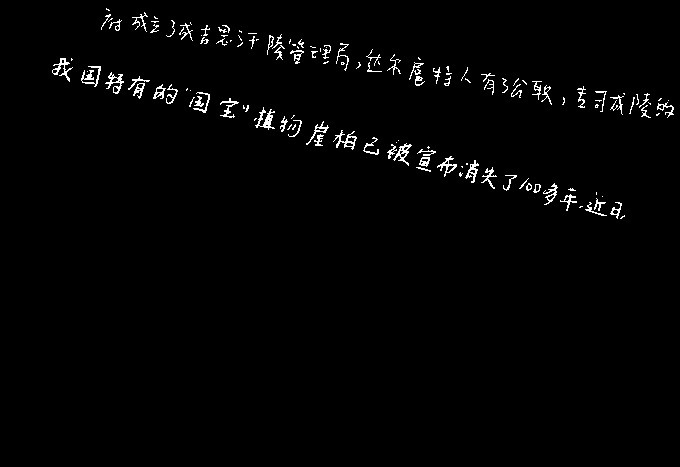 府成立了成吉思汗陵管理局,达尔扈特人有了公职,专司成陵的
我国特有的“国宝”植物崖柏已被宣布消失了100多年.近日,